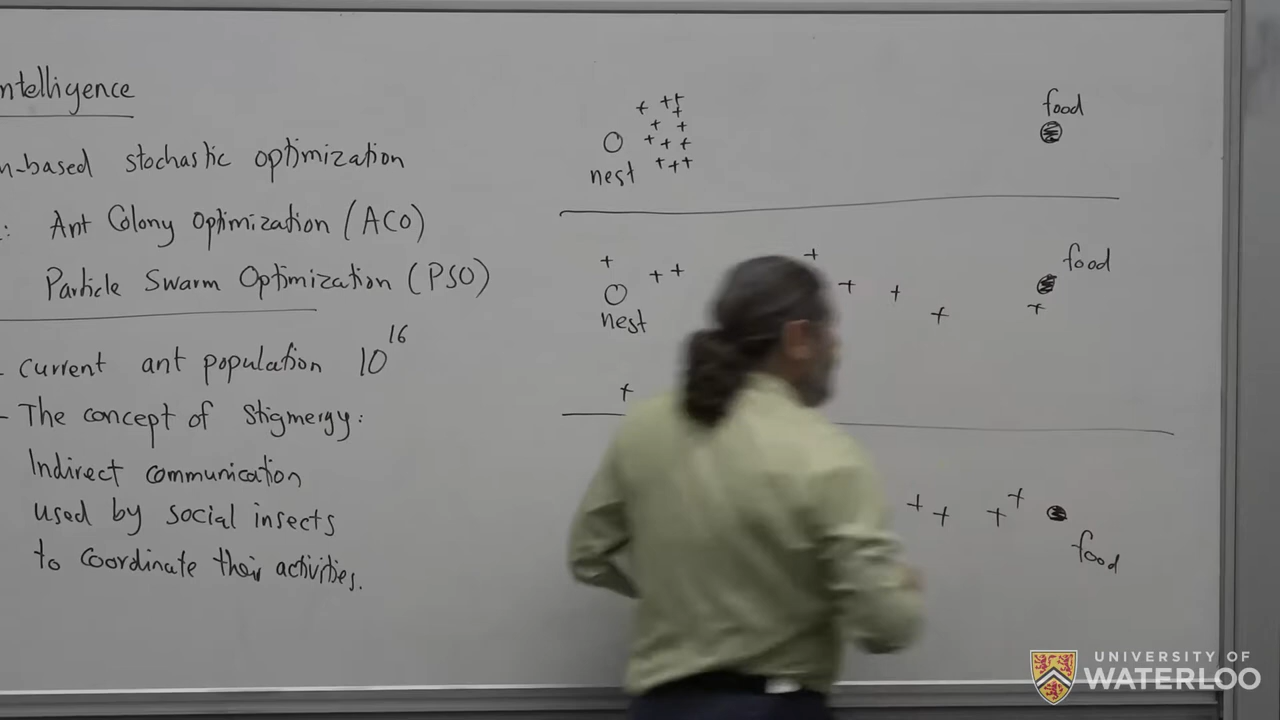 ntelligence
n-based stochastic optimization
: Ant Colony Optimization (ACO)
Particle Swarm Optimization (PSO)
- current ant population 10^16
- The concept of Stigmergy:
Indirect communication
used by social insects
to coordinate their activities.
nest
food
nest
food
food
UNIVERSITY OF
WATERLOO